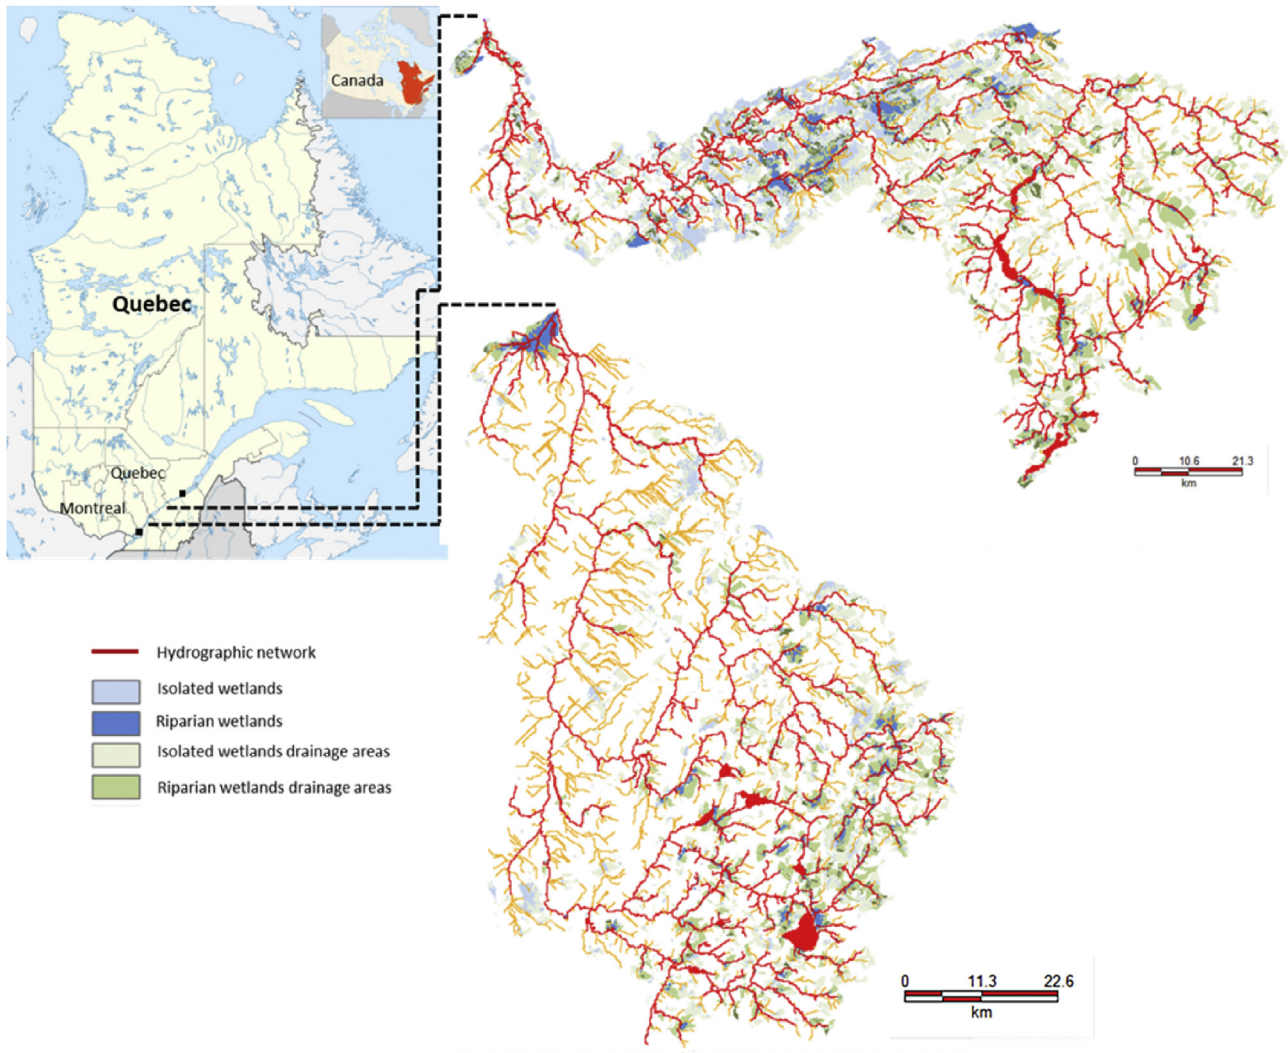 Canada
Quebec
Quebec
Montreal
0 10.6 21.3
km
Hydrographic network
Isolated wetlands
Riparian wetlands
Isolated wetlands drainage areas
Riparian wetlands drainage areas
0 11.3 22.6
km